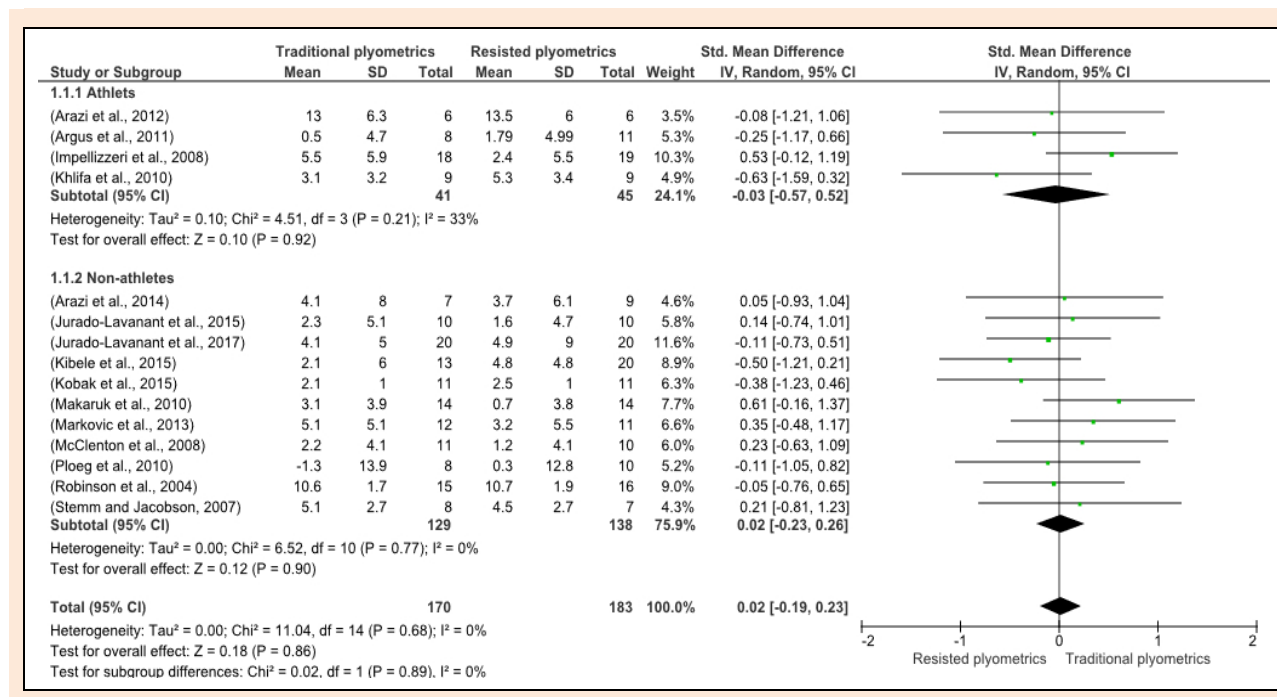 Traditional plyometrics Resisted plyometrics Std. Mean Difference Std. Mean Difference
Study or Subgroup Mean SD Total Mean SD Total Weight IV, Random, 95% CI IV, Random, 95% CI
1.1.1 Athlets
(Arazi et al., 2012) 13 6.3 6 13.5 6 6 3.5% -0.08 [-1.21, 1.06]
(Argus et al., 2011) 0.5 4.7 8 1.79 4.99 11 5.3% -0.25 [-1.17, 0.66]
(Impellizzeri et al., 2008) 5.5 5.9 18 2.4 5.5 19 10.3% 0.53 [-0.12, 1.19]
(Khlifa et al., 2010) 3.1 3.2 9 5.3 3.4 9 4.9% -0.63 [-1.59, 0.32]
Subtotal (95% CI) 41 45 24.1% -0.03 [-0.57, 0.52]
Heterogeneity: Tau² = 0.10; Chi² = 4.51, df = 3 (P = 0.21); I² = 33%
Test for overall effect: Z = 0.10 (P = 0.92)
1.1.2 Non-athletes
(Arazi et al., 2014) 4.1 8 7 3.7 6.1 9 4.6% 0.05 [-0.93, 1.04]
(Jurado-Lavanant et al., 2015) 2.3 5.1 10 1.6 4.7 10 5.8% 0.14 [-0.74, 1.01]
(Jurado-Lavanant et al., 2017) 4.1 5 20 4.9 9 20 11.6% -0.11 [-0.73, 0.51]
(Kibele et al., 2015) 2.1 6 13 4.8 4.8 20 7.9% -0.50 [-1.21, 0.21]
(Kobak et al., 2015) 2.1 1 11 2.5 1 11 6.3% -0.38 [-1.23, 0.46]
(Makaruk et al., 2010) 3.1 3.9 14 0.7 3.8 14 7.7% 0.61 [-0.16, 1.37]
(Markovic et al., 2013) 5.1 5.1 12 3.2 5.5 11 6.6% 0.35 [-0.48, 1.17]
(McClenton et al., 2008) 2.2 4.1 11 1.2 4.1 10 6.0% 0.23 [-0.63, 1.09]
(Ploeg et al., 2010) -1.3 13.9 8 0.3 12.8 10 5.2% -0.11 [-1.05, 0.82]
(Robinson et al., 2004) 10.6 1.7 15 10.7 1.9 16 9.0% -0.05 [-0.76, 0.65]
(Stemm and Jacobson, 2007) 5.1 2.7 8 4.5 2.7 7 4.3% 0.21 [-0.81, 1.23]
Subtotal (95% CI) 129 138 75.9% 0.02 [-0.23, 0.26]
Heterogeneity: Tau² = 0.00; Chi² = 6.52, df = 10 (P = 0.77); I² = 0%
Test for overall effect: Z = 0.12 (P = 0.90)
Total (95% CI) 170 183 100.0% 0.02 [-0.19, 0.23]
Heterogeneity: Tau² = 0.00; Chi² = 11.04, df = 14 (P = 0.68); I² = 0%
Test for overall effect: Z = 0.18 (P = 0.86)
Test for subgroup differences: Chi² = 0.02, df = 1 (P = 0.89), I² = 0%
-2 -1 0 1 2
Resisted plyometrics Traditional plyometrics